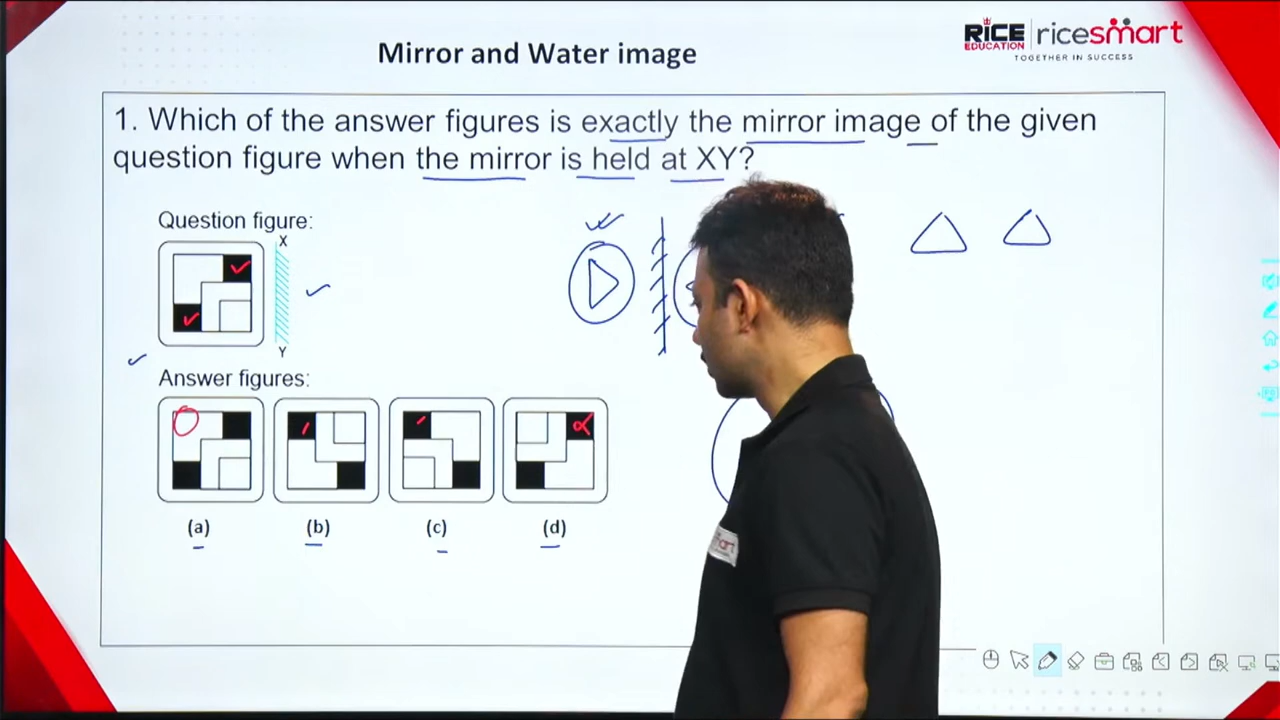 Mirror and Water image
RICE EDUCATION
ricesmart
TOGETHER IN SUCCESS
1. Which of the answer figures is exactly the mirror image of the given
question figure when the mirror is held at XY?
Question figure:
X
Y
Answer figures:
(a) (b) (c) (d)